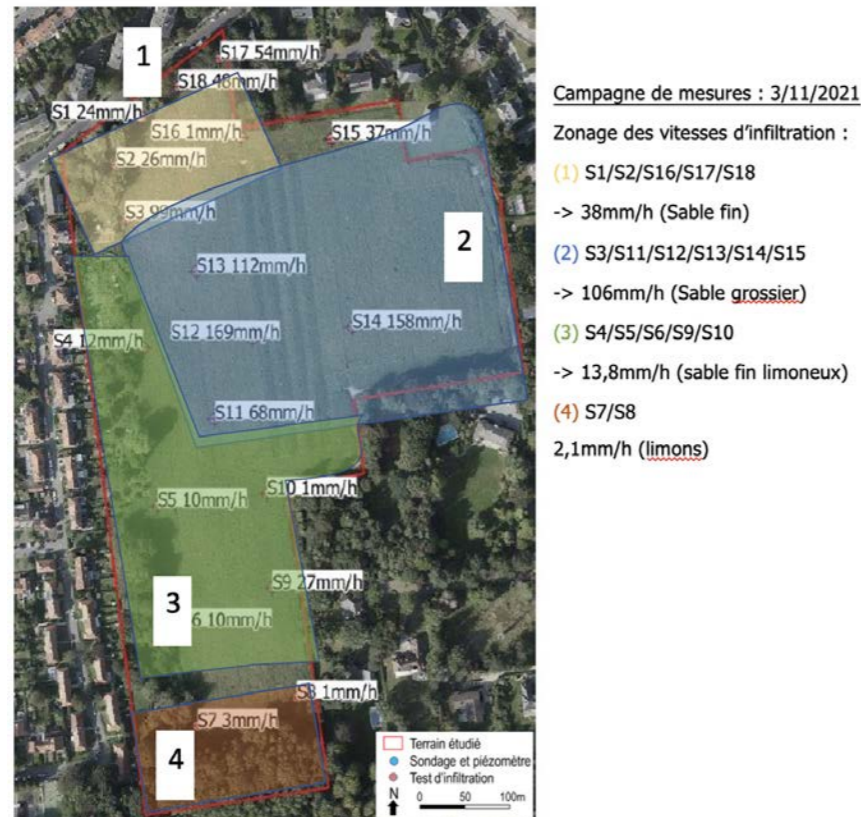 1
S17 54mm/h
S18 48mm/h
S1 24mm/h
S16 1mm/h
S15 37mm/h
S2 26mm/h
S3 99mm/h
2
S13 112mm/h
S14 158mm/h
S12 169mm/h
S4 12mm/h
S11 68mm/h
S10 1mm/h
S5 10mm/h
S9 27mm/h
3
6 10mm/h
S8 1mm/h
S7 3mm/h
4
Terrain étudié
Sondage et piézomètre
Test d'infiltration
N
0 50 100m
Campagne de mesures : 3/11/2021
Zonage des vitesses d'infiltration :
(1) S1/S2/S16/S17/S18
-> 38mm/h (Sable fin)
(2) S3/S11/S12/S13/S14/S15
-> 106mm/h (Sable grossier)
(3) S4/S5/S6/S9/S10
-> 13,8mm/h (sable fin limoneux)
(4) S7/S8
2,1mm/h (limons)